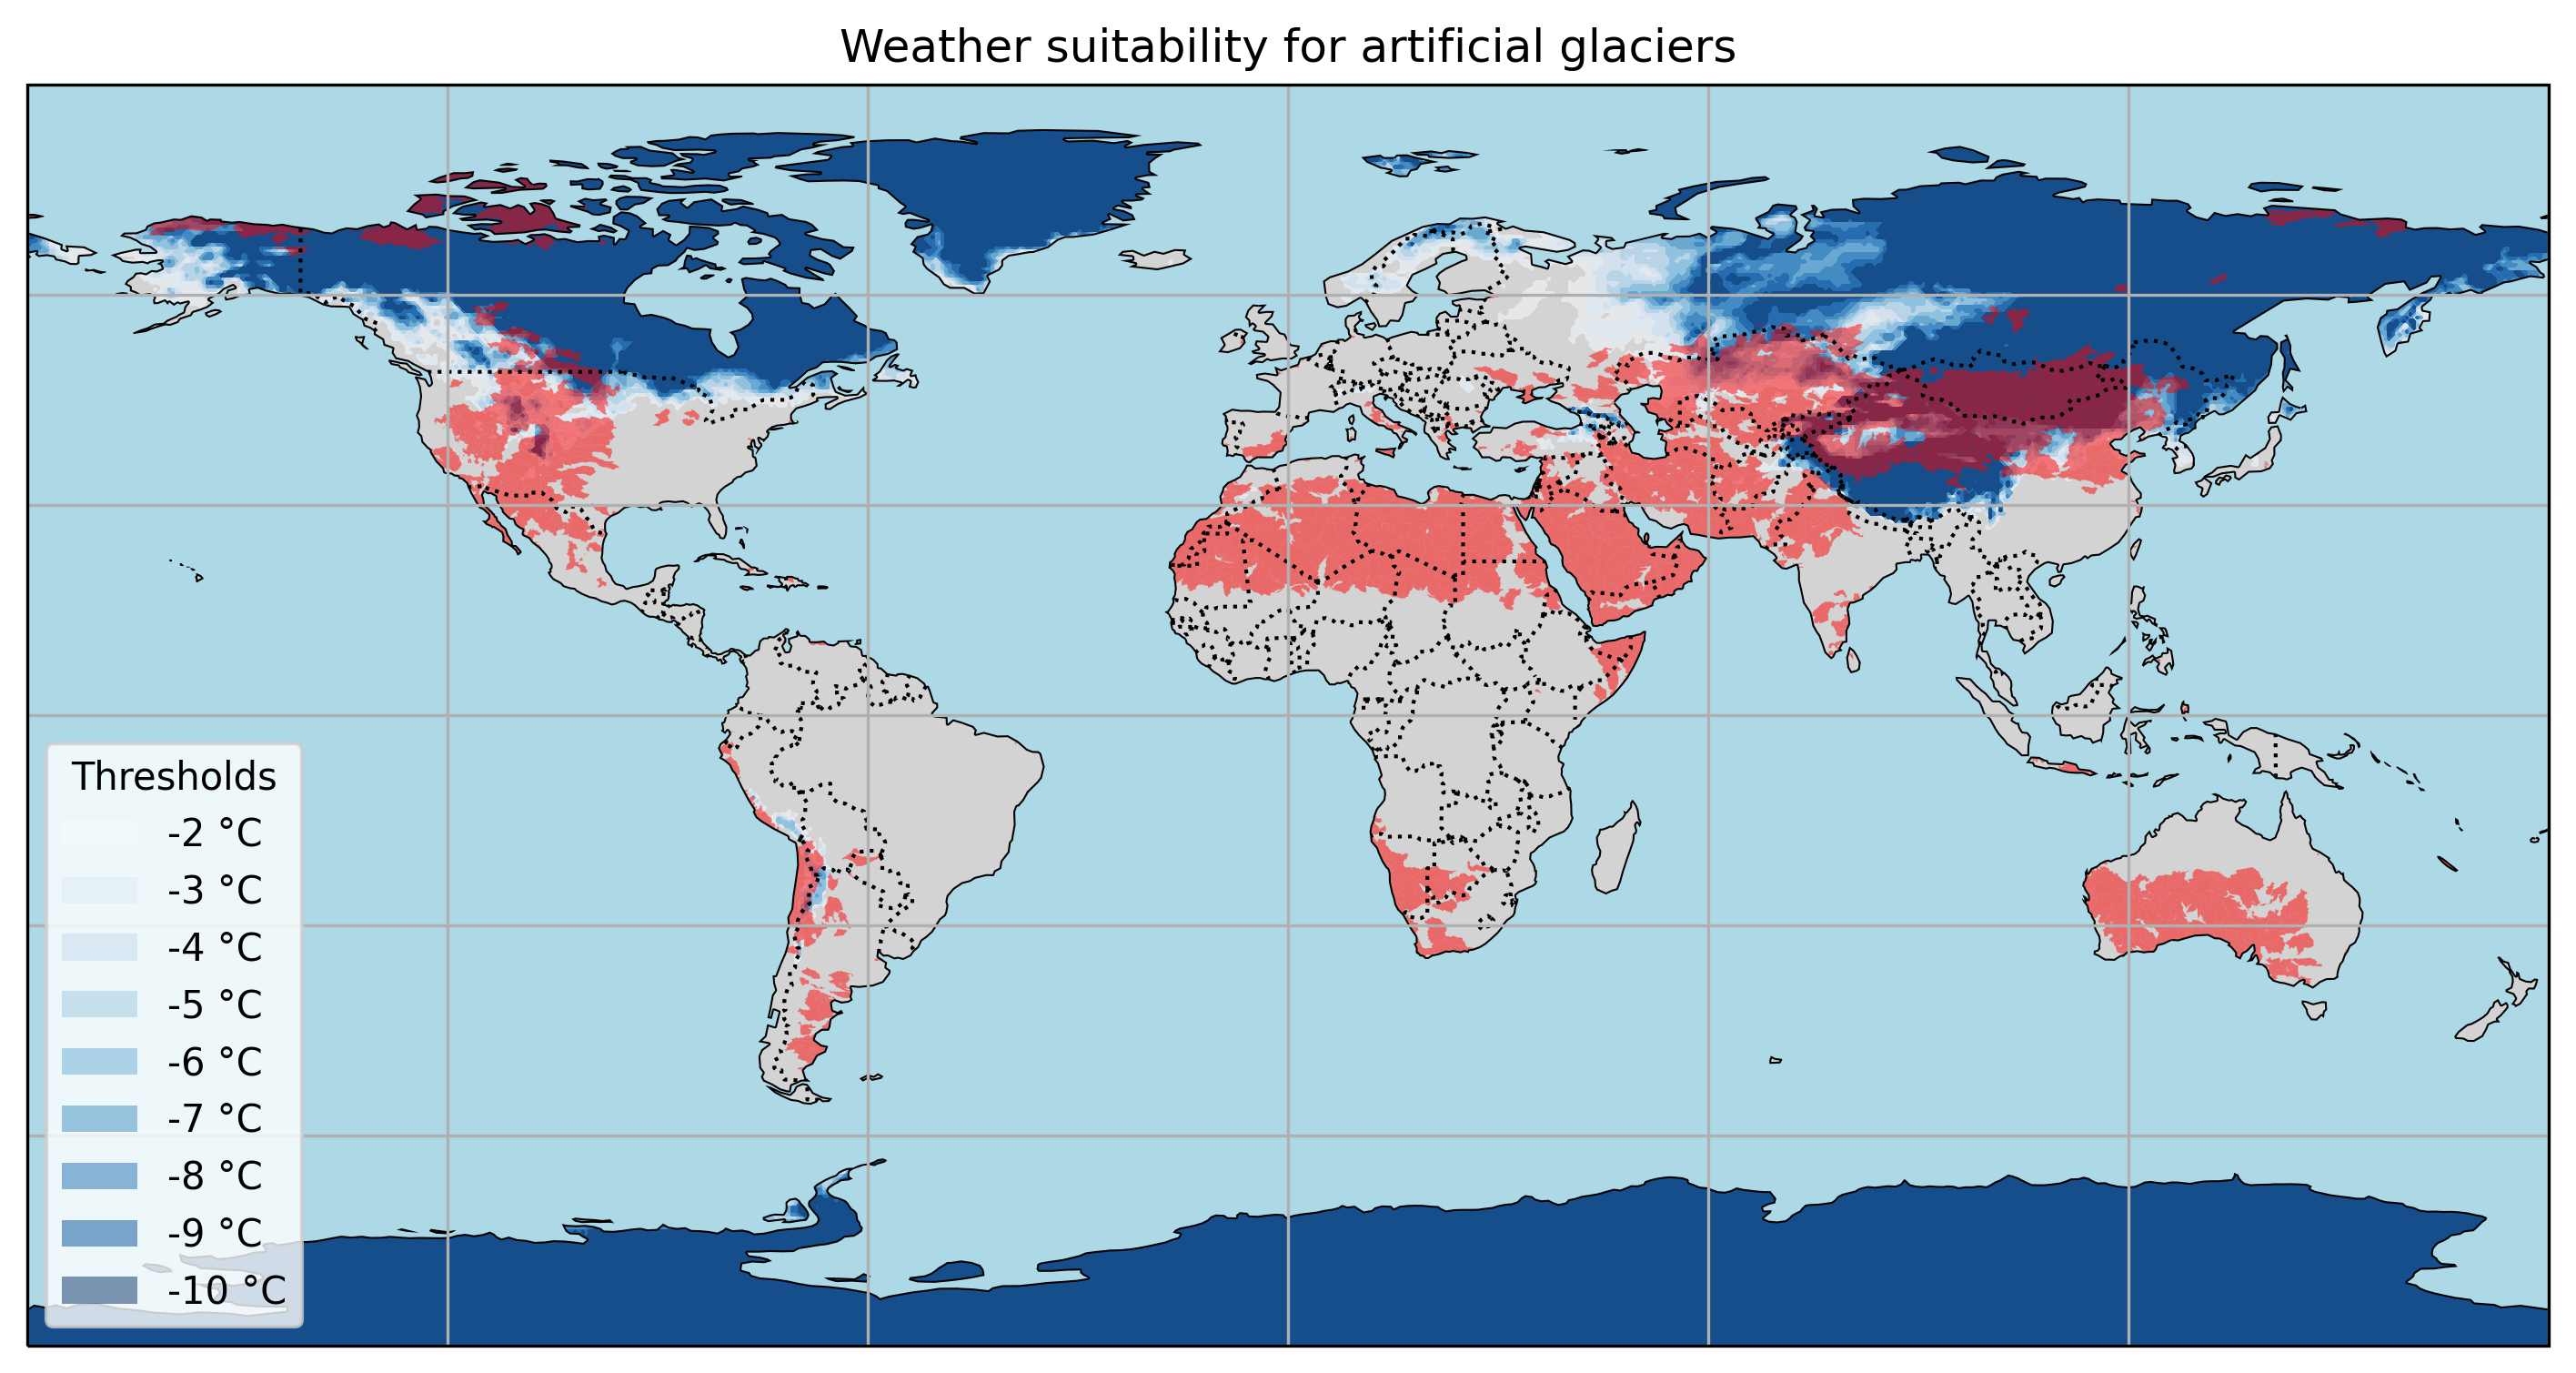 Weather suitability for artificial glaciers
Thresholds
-2 °C
-3 °C
-4 °C
-5 °C
-6 °C
-7 °C
-8 °C
-9 °C
-10 °C